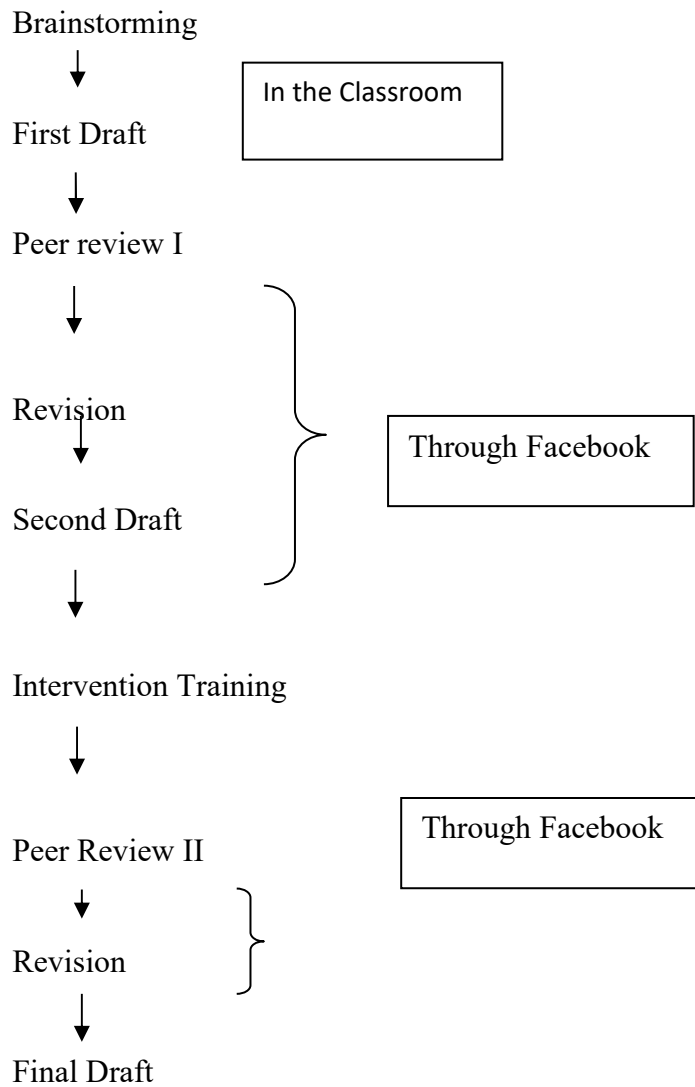 Brainstorming
In the Classroom
First Draft
Peer review I
Revision
Through Facebook
Second Draft
Intervention Training
Through Facebook
Peer Review II
Revision
Final Draft